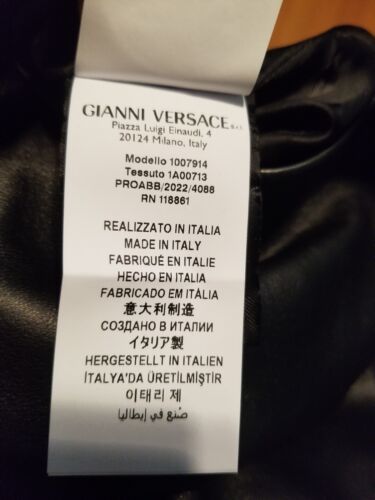 GIANNI VERSACE S.r.l.
Piazza Luigi Einaudi, 4
20124 Milano, Italy
Modello 1007914
Tessuto 1A00713
PROABB/2022/4088
RN 118861
REALIZZATO IN ITALIA
MADE IN ITALY
FABRIQUÉ EN ITALIE
HECHO EN ITALIA
FABRICADO EM ITÁLIA
意大利制造
СОЗДАНО В ИТАЛИИ
イタリア製
HERGESTELLT IN ITALIEN
İTALYA'DA ÜRETİLMİŞTİR
이태리 제
صُنع في إيطاليا